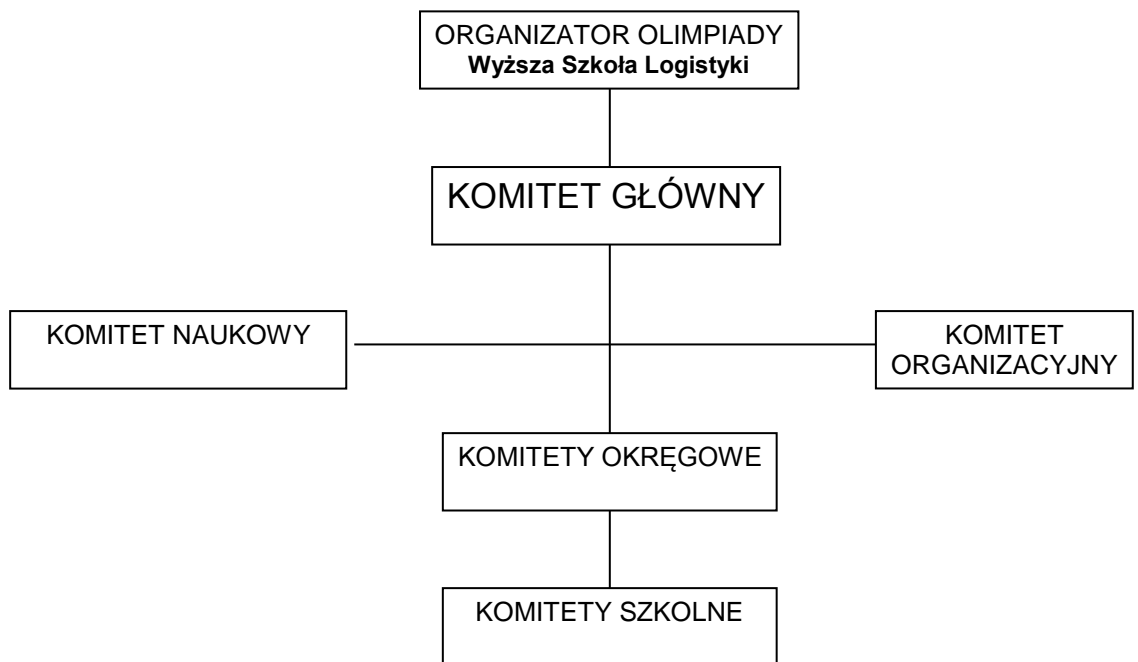 ORGANIZATOR OLIMPIADY
Wyższa Szkoła Logistyki
KOMITET GŁÓWNY
KOMITET NAUKOWY
KOMITET
ORGANIZACYJNY
KOMITETY OKRĘGOWE
KOMITETY SZKOLNE